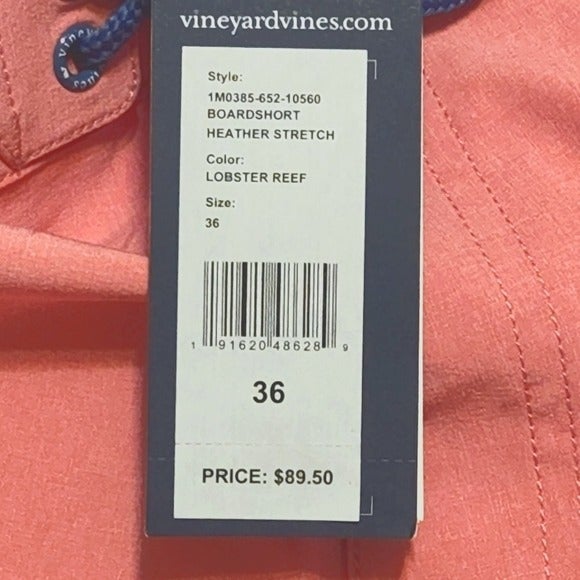 vineyardvines.com
Style:
1M0385-652-10560
BOARDSHORT
HEATHER STRETCH
Color:
LOBSTER REEF
Size:
36
1 91620 48628 9
36
PRICE: $89.50